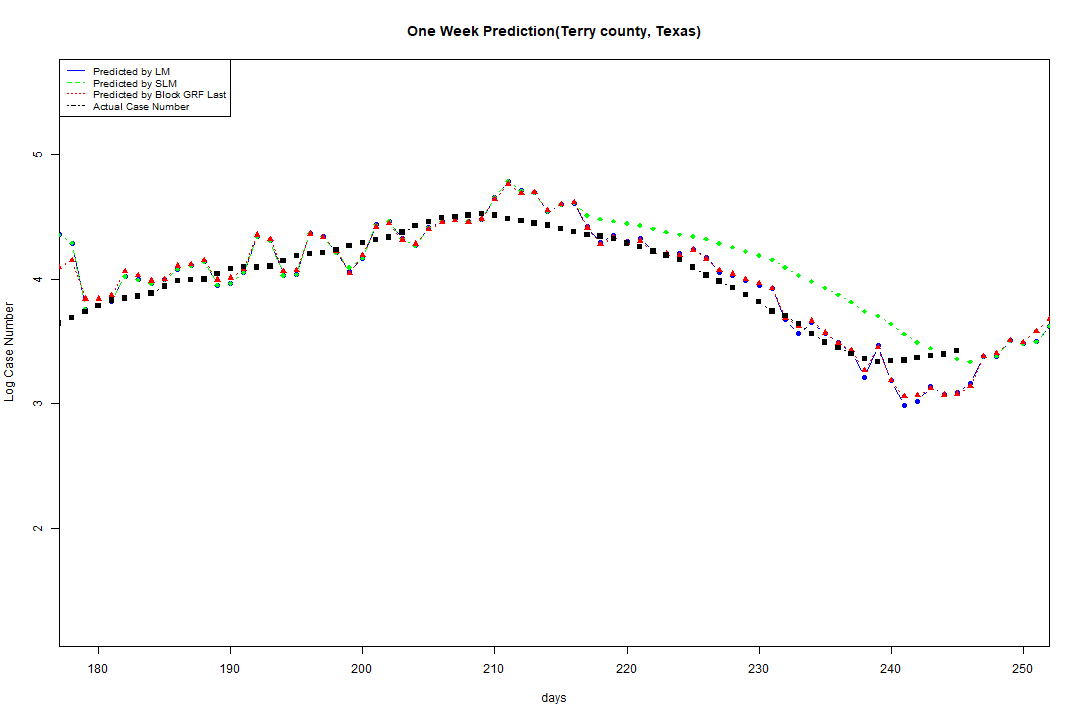 One Week Prediction(Terry county, Texas)
Predicted by LM
Predicted by SLM
Predicted by Block GRF Last
Actual Case Number
5
4
3
2
Log Case Number
180 190 200 210 220 230 240 250
days